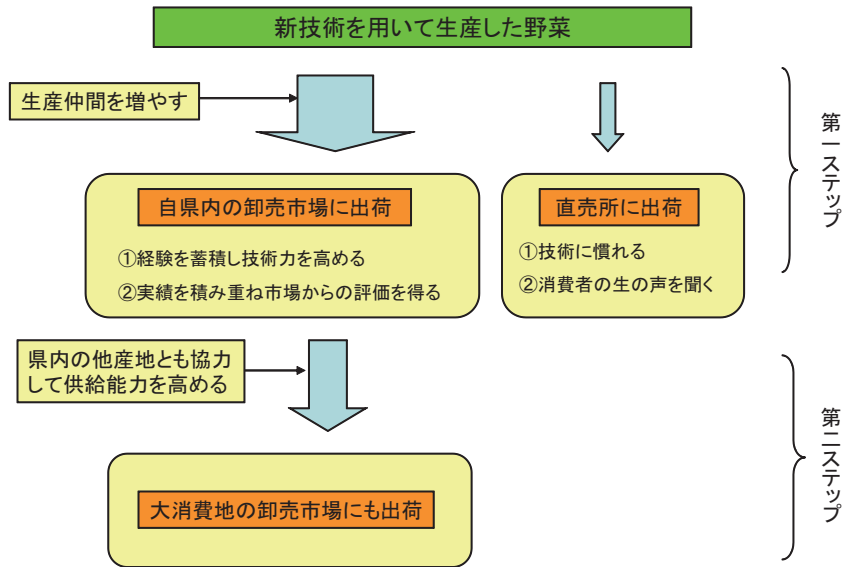 新技術を用いて生産した野菜
生産仲間を増やす
第一ステップ
自県内の卸売市場に出荷
①経験を蓄積し技術力を高める
②実績を積み重ね市場からの評価を得る
直売所に出荷
①技術に慣れる
②消費者の生の声を聞く
県内の他産地とも協力
して供給能力を高める
第二ステップ
大消費地の卸売市場にも出荷